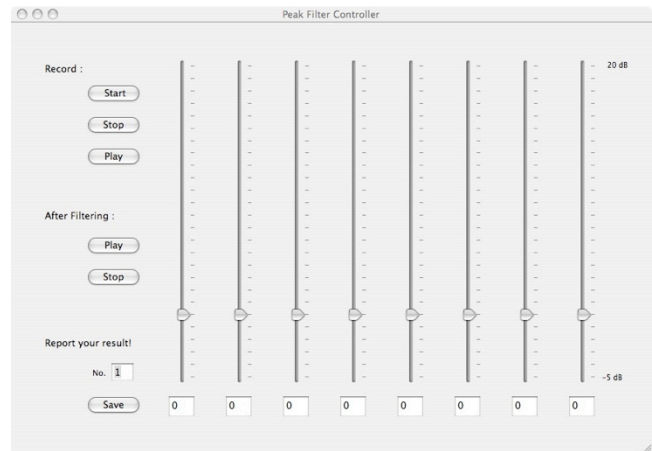 Peak Filter Controller
Record :
20 dB
Start
Stop
Play
After Filtering :
Play
Stop
Report your result!
No. 1
-5 dB
Save
0 0 0 0 0 0 0 0